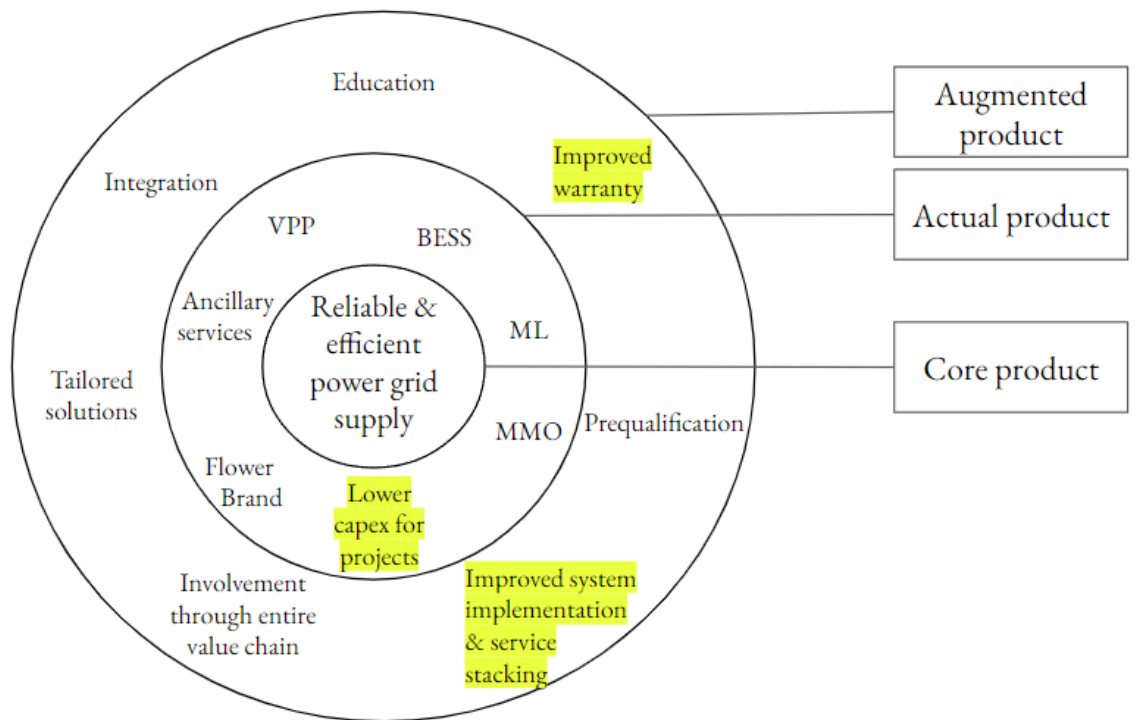 Education
Augmented
product
Improved
warranty
Integration
VPP
BESS
Actual product
Ancillary
services
Reliable &
efficient
power grid
supply
ML
Core product
Tailored
solutions
MMO
Prequalification
Flower
Brand
Lower
capex for
projects
Involvement
through entire
value chain
Improved system
implementation
& service
stacking